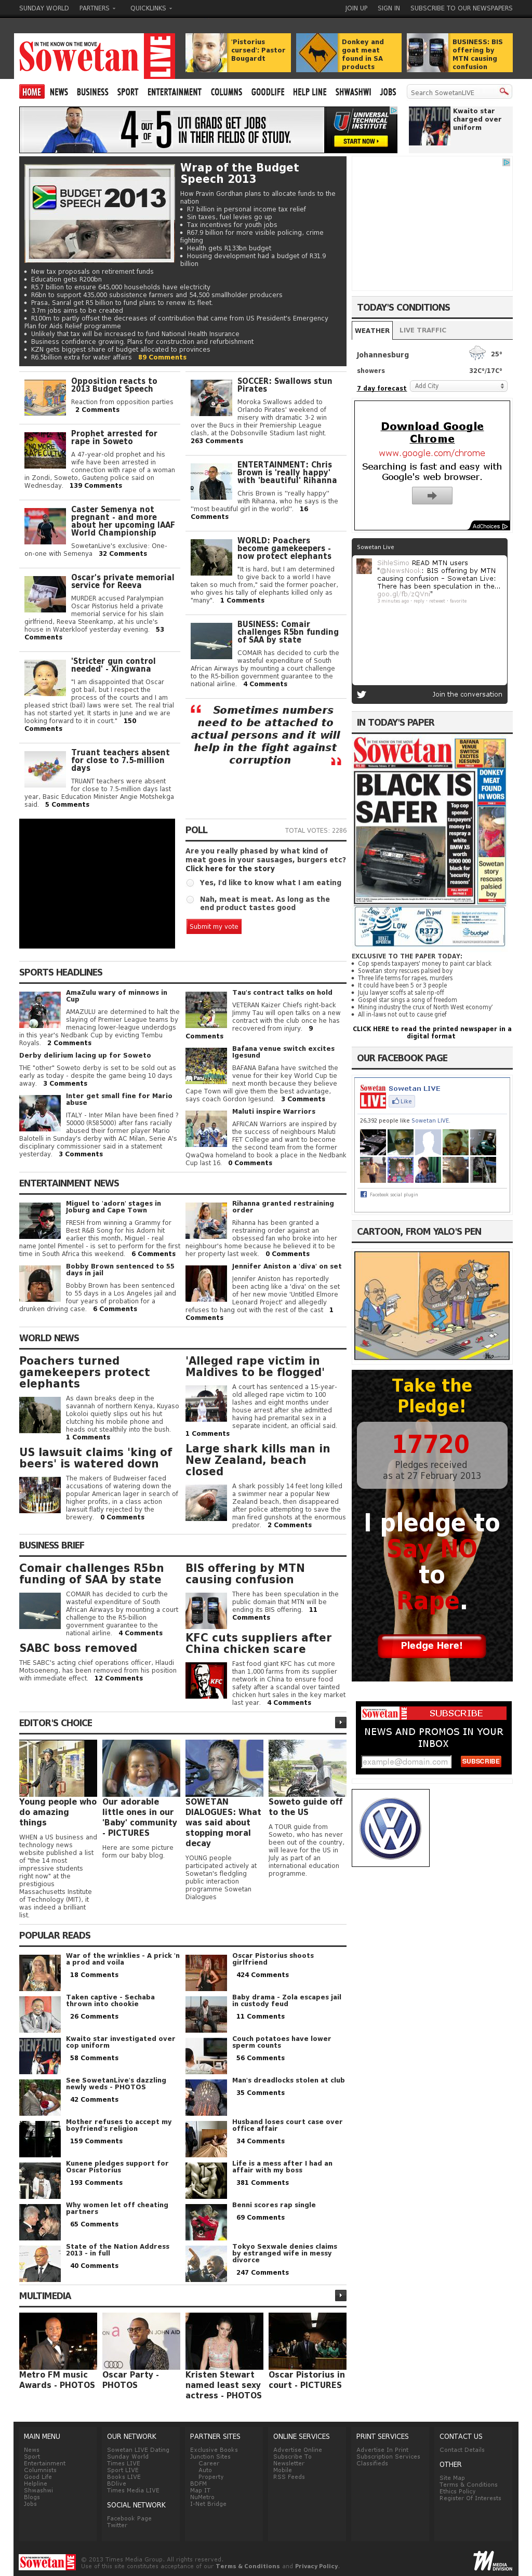 SUNDAY WORLD PARTNERS QUICKLINKS JOIN UP SIGN IN SUBSCRIBE TO OUR NEWSPAPERS
IN THE KNOW ON THE MOVE
Sowetan LIVE
'Pistorius
cursed': Pastor
Bougardt
Donkey and
goat meat
found in SA
products
BUSINESS: BIS
offering by
MTN causing
confusion
HOME NEWS BUSINESS SPORT ENTERTAINMENT COLUMNS GOODLIFE HELP LINE SHWASHWI JOBS
Search SowetanLIVE
4 OUT OF 5 UTI GRADS GET JOBS
IN THEIR FIELDS OF STUDY.
UNIVERSAL
TECHNICAL
INSTITUTE
START NOW
Kwaito star
charged over
uniform
BUDGET
SPEECH 2013
Wrap of the Budget
Speech 2013
How Pravin Gordhan plans to allocate funds to the
nation
• R7 billion in personal income tax relief
• Sin taxes, fuel levies go up
• Tax incentives for youth jobs
• R67.9 billion for more visible policing, crime
fighting
• Health gets R133bn budget
• Housing development had a budget of R31.9
billion
• New tax proposals on retirement funds
• Education gets R200bn
• R5.7 billion to ensure 645,000 households have electricity
• R6bn to support 435,000 subsistence farmers and 54,500 smallholder producers
• Prasa, Sanral get R5 billion to fund plans to renew its fleet.
• 3.7m jobs aims to be created
• R100m to partly offset the decreases of contribution that came from US President's Emergency
Plan for Aids Relief programme
• Unlikely that tax will be increased to fund National Health Insurance
• Business confidence growing. Plans for construction and refurbishment
• KZN gets biggest share of budget allocated to provinces
• R6.5billion extra for water affairs 89 Comments
Opposition reacts to
2013 Budget Speech
Reaction from opposition parties
2 Comments
Prophet arrested for
rape in Soweto
A 47-year-old prophet and his
wife have been arrested in
connection with rape of a woman
in Zondi, Soweto, Gauteng police said on
Wednesday. 139 Comments
Caster Semenya not
pregnant - and more
about her upcoming IAAF
World Championship
SowetanLive's exclusive: One-
on-one with Semenya 32 Comments
Oscar's private memorial
service for Reeva
MURDER accused Paralympian
Oscar Pistorius held a private
memorial service for his slain
girlfriend, Reeva Steenkamp, at his uncle's
house in Waterkloof yesterday evening. 53
Comments
'Stricter gun control
needed' - Xingwana
"I am disappointed that Oscar
got bail, but I respect the
process of the courts and I am
pleased strict (bail) laws were set. The real trial
has not started yet. It starts in June and we are
looking forward to it in court." 150
Comments
Truant teachers absent
for close to 7.5-million
days
TRUANT teachers were absent
for close to 7.5-million days last
year, Basic Education Minister Angie Motshekga
said. 5 Comments
SOCCER: Swallows stun
Pirates
Moroka Swallows added to
Orlando Pirates' weekend of
misery with dramatic 3-2 win
over the Bucs in their Premiership League
clash, at the Dobsonville Stadium last night.
263 Comments
ENTERTAINMENT: Chris
Brown is 'really happy'
with 'beautiful' Rihanna
Chris Brown is "really happy"
with Rihanna, who he says is the
"most beautiful girl in the world". 16
Comments
WORLD: Poachers
become gamekeepers -
now protect elephants
"It is hard, but I am determined
to give back to a world I have
taken so much from," said the former poacher,
who gives his tally of elephants killed only as
"many". 1 Comments
BUSINESS: Comair
challenges R5bn funding
of SAA by state
COMAIR has decided to curb the
wasteful expenditure of South
African Airways by mounting a court challenge
to the R5-billion government guarantee to the
national airline. 4 Comments
Sometimes numbers
need to be attached to
actual persons and it will
help in the fight against
corruption
POLL TOTAL VOTES: 2286
Are you really phased by what kind of
meat goes in your sausages, burgers etc?
Click here for the story
Yes, I'd like to know what I am eating
Nah, meat is meat. As long as the
end product tastes good
Submit my vote
SPORTS HEADLINES
AmaZulu wary of minnows in
Cup
AMAZULU are determined to halt the
slaying of Premier League teams by
menacing lower-league underdogs
in this year's Nedbank Cup by evicting Tembu
Royals. 2 Comments
Derby delirium lacing up for Soweto
THE "other" Soweto derby is set to be sold out as
early as today - despite the game being 10 days
away. 3 Comments
Inter get small fine for Mario
abuse
ITALY - Inter Milan have been fined ?
50000 (R585000) after fans racially
abused their former player Mario
Balotelli in Sunday's derby with AC Milan, Serie A's
disciplinary commissioner said in a statement
yesterday. 3 Comments
Tau's contract talks on hold
VETERAN Kaizer Chiefs right-back
Jimmy Tau will open talks on a new
contract with the club once he has
recovered from injury. 9
Comments
Bafana venue switch excites
Igesund
BAFANA Bafana have switched the
venue for their key World Cup tie
next month because they believe
Cape Town will give them the best advantage,
says coach Gordon Igesund. 3 Comments
Maluti inspire Warriors
AFRICAN Warriors are inspired by
the success of neighbours Maluti
FET College and want to become
the second team from the former
QwaQwa homeland to book a place in the Nedbank
Cup last 16. 0 Comments
ENTERTAINMENT NEWS
Miguel to 'adorn' stages in
Joburg and Cape Town
FRESH from winning a Grammy for
Best R&B Song for his Adorn hit
earlier this month, Miguel - real
name Jontel Pimentel - is set to perform for the first
time in South Africa this weekend. 6 Comments
Bobby Brown sentenced to 55
days in jail
Bobby Brown has been sentenced
to 55 days in a Los Angeles jail and
four years of probation for a
drunken driving case. 6 Comments
Rihanna granted restraining
order
Rihanna has been granted a
restraining order against an
obsessed fan who broke into her
neighbour's home because he believed it to be
her property last week. 0 Comments
Jennifer Aniston a 'diva' on set
Jennifer Aniston has reportedly
been acting like a 'diva' on the set
of her new movie 'Untitled Elmore
Leonard Project' and allegedly
refuses to hang out with the rest of the cast 1
Comments
WORLD NEWS
Poachers turned
gamekeepers protect
elephants
As dawn breaks deep in the
savannah of northern Kenya, Kuyaso
Lokoloi quietly slips out his hut
clutching his mobile phone and
heads out stealthily into the bush.
1 Comments
US lawsuit claims 'king of
beers' is watered down
The makers of Budweiser faced
accusations of watering down the
popular American lager in search of
higher profits, in a class action
lawsuit flatly rejected by the
brewery. 0 Comments
'Alleged rape victim in
Maldives to be flogged'
A court has sentenced a 15-year-
old alleged rape victim to 100
lashes and eight months under
house arrest after she admitted
having had premarital sex in a
separate incident, an official said.
1 Comments
Large shark kills man in
New Zealand, beach
closed
A shark possibly 14 feet long killed
a swimmer near a popular New
Zealand beach, then disappeared
after police attempting to save the
man fired gunshots at the enormous
predator. 2 Comments
BUSINESS BRIEF
Comair challenges R5bn
funding of SAA by state
COMAIR has decided to curb the
wasteful expenditure of South
African Airways by mounting a court
challenge to the R5-billion
government guarantee to the
national airline. 4 Comments
SABC boss removed
THE SABC's acting chief operations officer, Hlaudi
Motsoeneng, has been removed from his position
with immediate effect. 12 Comments
BIS offering by MTN
causing confusion
There has been speculation in the
public domain that MTN will be
ending its BIS offering. 11
Comments
KFC cuts suppliers after
China chicken scare
Fast food giant KFC has cut more
than 1,000 farms from its supplier
network in China to ensure food
safety after a scandal over tainted
chicken hurt sales in the key market
last year. 4 Comments
EDITOR'S CHOICE
Young people who
do amazing
things
WHEN a US business and
technology news
website published a list
of "the 14 most
impressive students
right now" at the
prestigious
Massachusetts Institute
of Technology (MIT), it
was indeed a brilliant
list.
Our adorable
little ones in our
'Baby' community
- PICTURES
Here are some picture
form our baby blog.
SOWETAN
DIALOGUES: What
was said about
stopping moral
decay
YOUNG people
participated actively at
Sowetan's fledgling
public interaction
programme Sowetan
Dialogues
Soweto guide off
to the US
A TOUR guide from
Soweto, who has never
been out of the country,
will leave for the US in
July as part of an
international education
programme.
POPULAR READS
War of the wrinklies - A prick 'n
a prod and voila
18 Comments
Taken captive - Sechaba
thrown into chookie
26 Comments
Kwaito star investigated over
cop uniform
58 Comments
See SowetanLive's dazzling
newly weds - PHOTOS
42 Comments
Mother refuses to accept my
boyfriend's religion
159 Comments
Kunene pledges support for
Oscar Pistorius
193 Comments
Why women let off cheating
partners
65 Comments
State of the Nation Address
2013 - in full
40 Comments
Oscar Pistorius shoots
girlfriend
424 Comments
Baby drama - Zola escapes jail
in custody feud
11 Comments
Couch potatoes have lower
sperm counts
56 Comments
Man's dreadlocks stolen at club
35 Comments
Husband loses court case over
office affair
34 Comments
Life is a mess after I had an
affair with my boss
381 Comments
Benni scores rap single
69 Comments
Tokyo Sexwale denies claims
by estranged wife in messy
divorce
247 Comments
MULTIMEDIA
Metro FM music
Awards - PHOTOS
Oscar Party -
PHOTOS
Kristen Stewart
named least sexy
actress - PHOTOS
Oscar Pistorius in
court - PICTURES
TODAY'S CONDITIONS
WEATHER LIVE TRAFFIC
Johannesburg 25°
showers 32C°/17C°
7 day forecast Add City
Download Google
Chrome
www.google.com/chrome
Searching is fast and easy with
Google's web browser.
AdChoices
Sowetan Live
SihleSimo READ MTN users
"@NewsNook: BIS offering by MTN
causing confusion – Sowetan Live:
There has been speculation in the...
3 minutes ago · reply · retweet · favorite
Join the conversation
IN TODAY'S PAPER
Sowetan
BAFANA
VENUE
SWITCH
EXCITES
IGESUND
BLACK IS
SAFER
Top cop
spends
taxpayers'
money to
respray a
white
BMW X5
R900 000
black for
'unmarked'
assignments
DONKEY
MEAT
FOUND
IN WORS
Soweto
story
rescues
palsied
boy
R373
budget
EXCLUSIVE TO THE PAPER TODAY:
• Cop spends taxpayers' money to paint car black
• Sowetan story rescues palsied boy
• Three life terms for rapes, murders
• It could have been 5 or 3 people
• Juju lawyer scoffs at sale rip-off
• Gospel star sings a song of freedom
• Mining industry the crux of North West economy'
• All in-laws not out to cause grief
CLICK HERE to read the printed newspaper in a
digital format
OUR FACEBOOK PAGE
Sowetan LIVE
Sowetan LIVE
Like
26,392 people like Sowetan LIVE.
Facebook social plugin
CARTOON, FROM YALO'S PEN
Take the
Pledge!
17720
Pledges received
as at 27 February 2013
I pledge to
Say NO
to
Rape.
Pledge Here!
Sowetan LIVE SUBSCRIBE
NEWS AND PROMOS IN YOUR
INBOX
example@domain.com SUBSCRIBE
MAIN MENU
News
Sport
Entertainment
Columnists
Good Life
Helpline
Shwashwi
Blogs
Jobs
OUR NETWORK
Sowetan LIVE Dating
Sunday World
Times LIVE
Sport LIVE
Books LIVE
BDlive
Times Media LIVE
SOCIAL NETWORK
Facebook Page
Twitter
PARTNER SITES
Exclusive Books
Junction Sites
Career
Auto
Property
BDFM
Map IT
NuMetro
I-Net Bridge
ONLINE SERVICES
Advertise Online
Subscribe To
Newsletter
Mobile
RSS Feeds
PRINT SERVICES
Advertise In Print
Subscription Services
Classifieds
CONTACT US
Contact Details
OTHER
Site Map
Terms & Conditions
Ethics Policy
Register Of Interests
Sowetan LIVE
© 2013 Times Media Group. All rights reserved.
Use of this site constitutes acceptance of our Terms & Conditions and Privacy Policy.
TM DIVISION